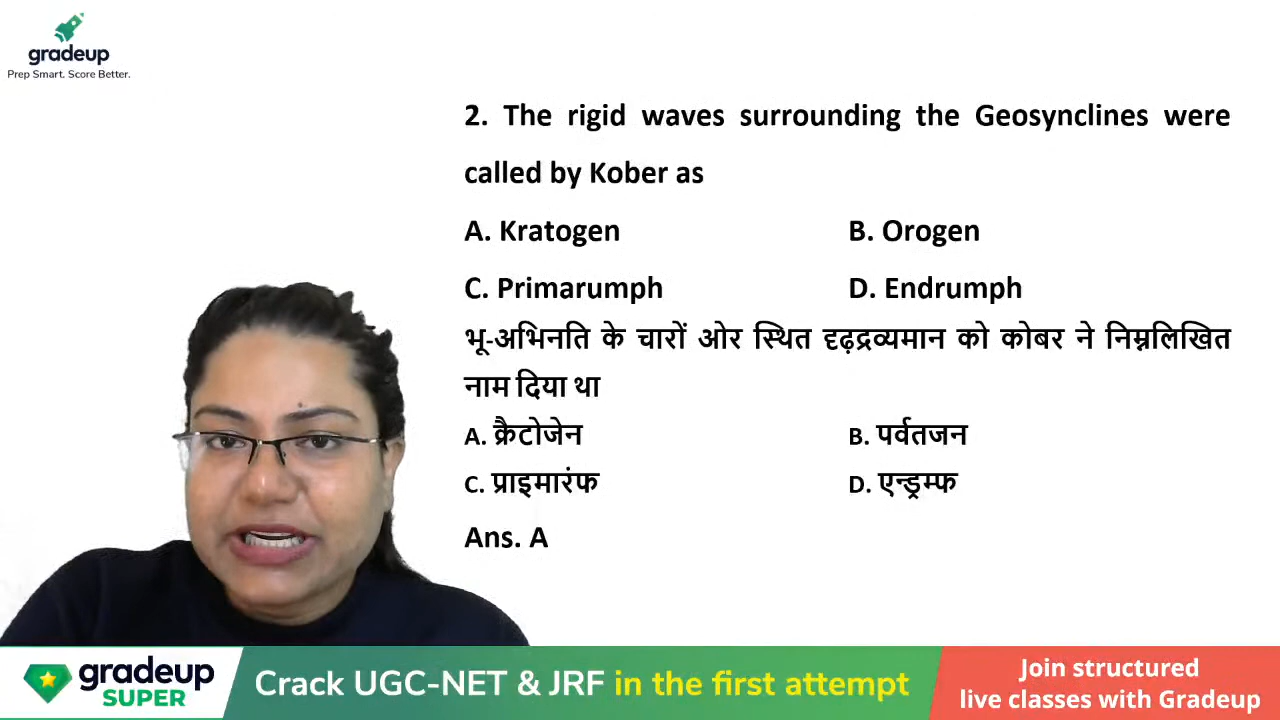 gradeup
Prep Smart. Score Better.
2. The rigid waves surrounding the Geosynclines were
called by Kober as
A. Kratogen B. Orogen
C. Primarumph D. Endrumph
भू-अभिनति के चारों ओर स्थित दृढ़द्रव्यमान को कोबर ने निम्नलिखित
नाम दिया था
A. क्रैटोजेन B. पर्वतजन
C. प्राइमारंफ D. एन्ड्रम्फ
Ans. A
gradeup
SUPER
Crack UGC-NET & JRF in the first attempt
Join structured
live classes with Gradeup